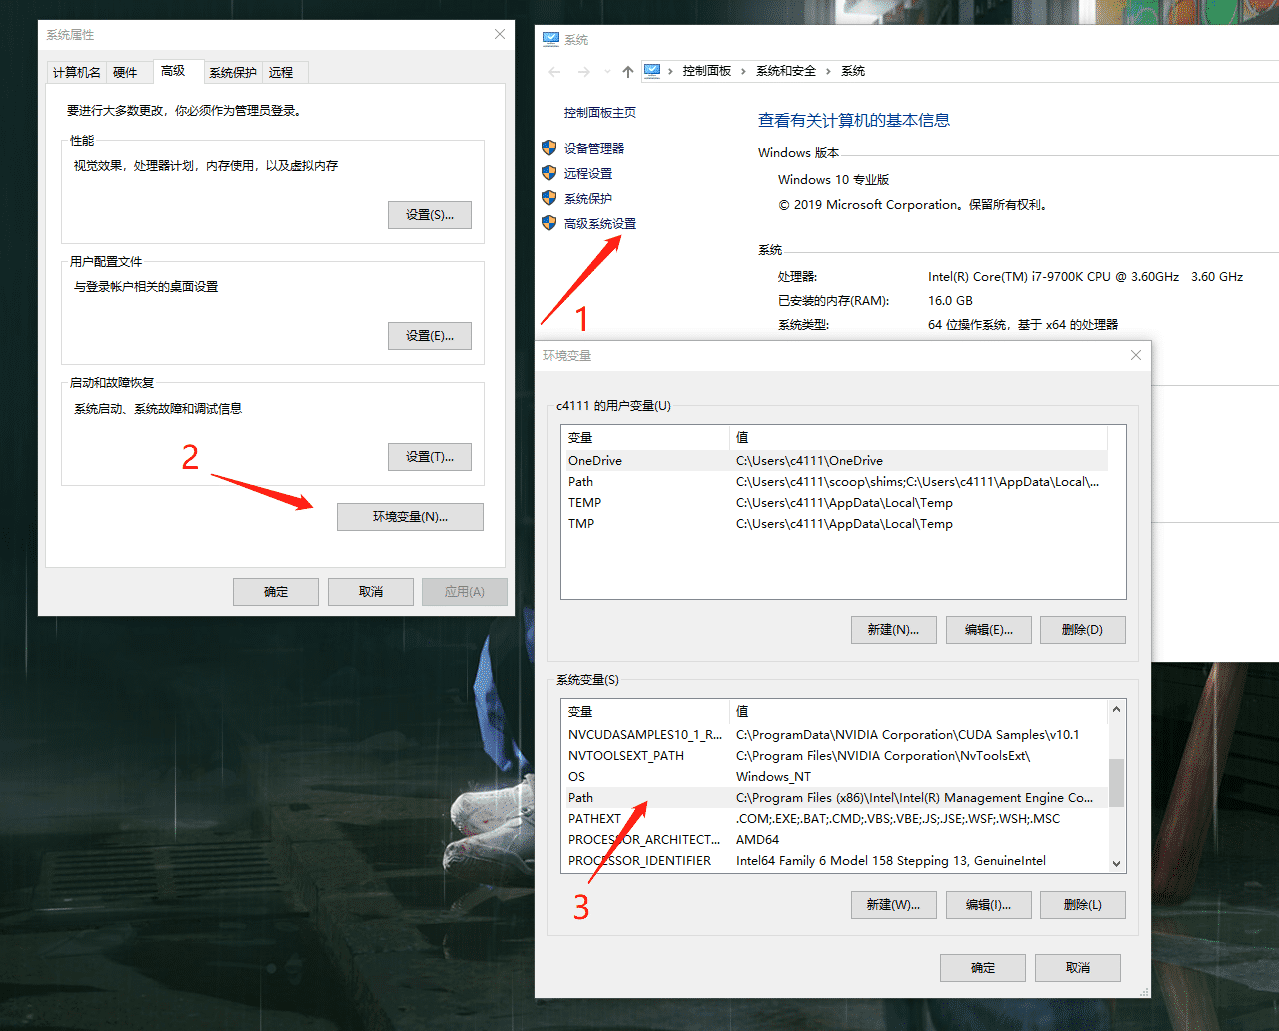 系统属性
计算机名 硬件 高级 系统保护 远程
要进行大多数更改，你必须作为管理员登录。
性能
视觉效果，处理器计划，内存使用，以及虚拟内存
设置(S)...
用户配置文件
与登录帐户相关的桌面设置
设置(E)...
启动和故障恢复
系统启动、系统故障和调试信息
2
设置(T)...
环境变量(N)...
确定 取消 应用(A)
系统
控制面板 › 系统和安全 › 系统
控制面板主页
设备管理器
远程设置
系统保护
高级系统设置
1
查看有关计算机的基本信息
Windows 版本
Windows 10 专业版
© 2019 Microsoft Corporation。保留所有权利。
系统
处理器: Intel(R) Core(TM) i7-9700K CPU @ 3.60GHz 3.60 GHz
已安装的内存(RAM): 16.0 GB
系统类型: 64 位操作系统，基于 x64 的处理器
环境变量
c4111 的用户变量(U)
变量 值
OneDrive C:\Users\c4111\OneDrive
Path C:\Users\c4111\scoop\shims;C:\Users\c4111\AppData\Local\...
TEMP C:\Users\c4111\AppData\Local\Temp
TMP C:\Users\c4111\AppData\Local\Temp
新建(N)... 编辑(E)... 删除(D)
系统变量(S)
变量 值
NVCUDASAMPLES10_1_R... C:\ProgramData\NVIDIA Corporation\CUDA Samples\v10.1
NVTOOLSEXT_PATH C:\Program Files\NVIDIA Corporation\NvToolsExt\
OS Windows_NT
Path C:\Program Files (x86)\Intel\Intel(R) Management Engine Co...
PATHEXT .COM;.EXE;.BAT;.CMD;.VBS;.VBE;.JS;.JSE;.WSF;.WSH;.MSC
PROCESSOR_ARCHITECT... AMD64
PROCESSOR_IDENTIFIER Intel64 Family 6 Model 158 Stepping 13, GenuineIntel
3
新建(W)... 编辑(I)... 删除(L)
确定 取消